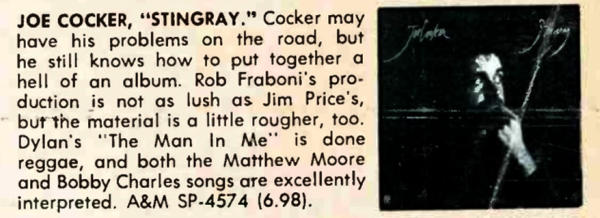 JOE COCKER, "STINGRAY." Cocker may
have his problems on the road, but
he still knows how to put together a
hell of an album. Rob Fraboni's pro-
duction is not as lush as Jim Price's,
but the material is a little rougher, too.
Dylan's "The Man In Me" is done
reggae, and both the Matthew Moore
and Bobby Charles songs are excellently
interpreted. A&M SP-4574 (6.98).
Joe Cocker
Stingray